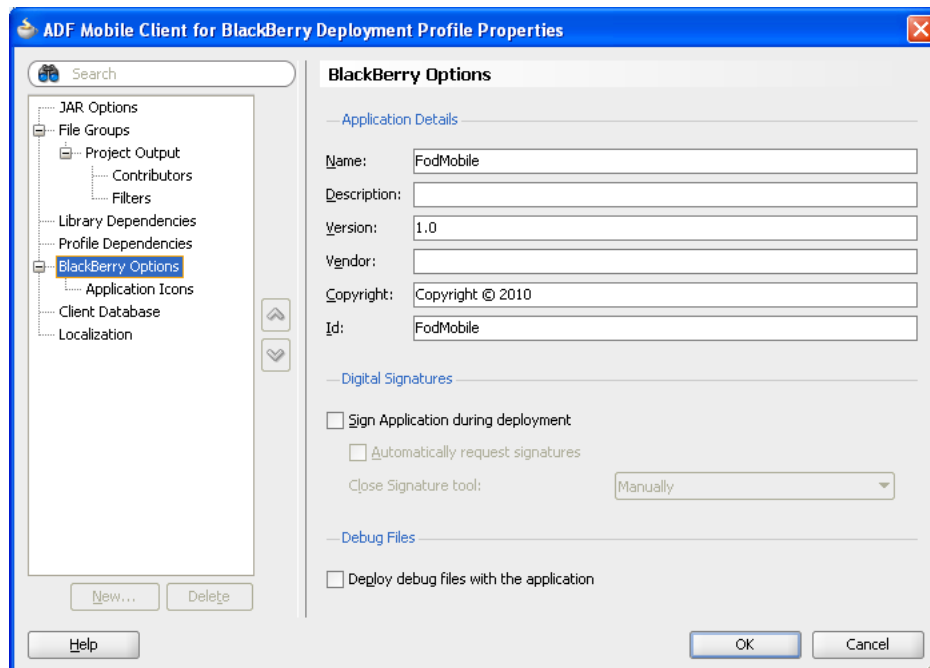 ADF Mobile Client for BlackBerry Deployment Profile Properties
Search
JAR Options
File Groups
Project Output
Contributors
Filters
Library Dependencies
Profile Dependencies
BlackBerry Options
Application Icons
Client Database
Localization
New...
Delete
BlackBerry Options
Application Details
Name: FodMobile
Description:
Version: 1.0
Vendor:
Copyright: Copyright © 2010
Id: FodMobile
Digital Signatures
Sign Application during deployment
Automatically request signatures
Close Signature tool: Manually
Debug Files
Deploy debug files with the application
Help
OK
Cancel